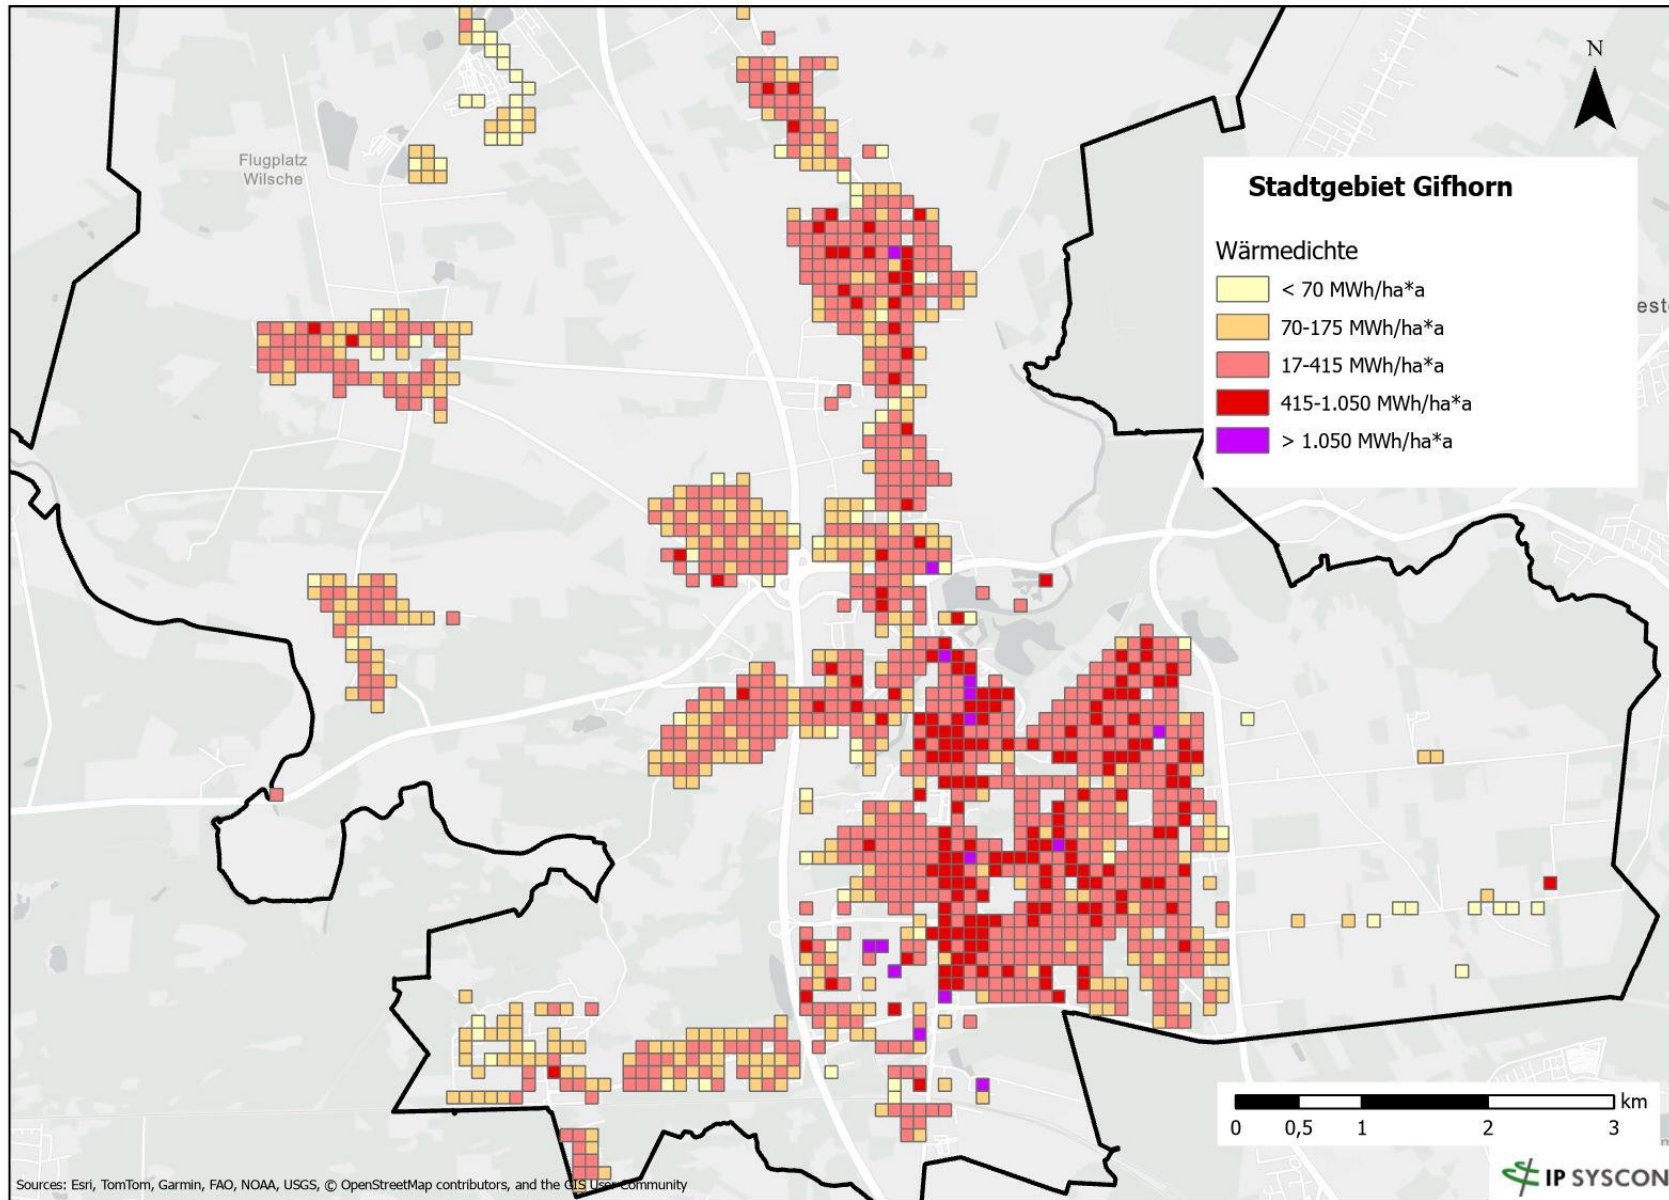 N
Flugplatz
Wilsche
Stadtgebiet Gifhorn
Wärmedichte
< 70 MWh/ha*a
70-175 MWh/ha*a
17-415 MWh/ha*a
415-1.050 MWh/ha*a
> 1.050 MWh/ha*a
km
0 0,5 1 2 3
IP SYSCON
Sources: Esri, TomTom, Garmin, FAO, NOAA, USGS, © OpenStreetMap contributors, and the GIS User Community